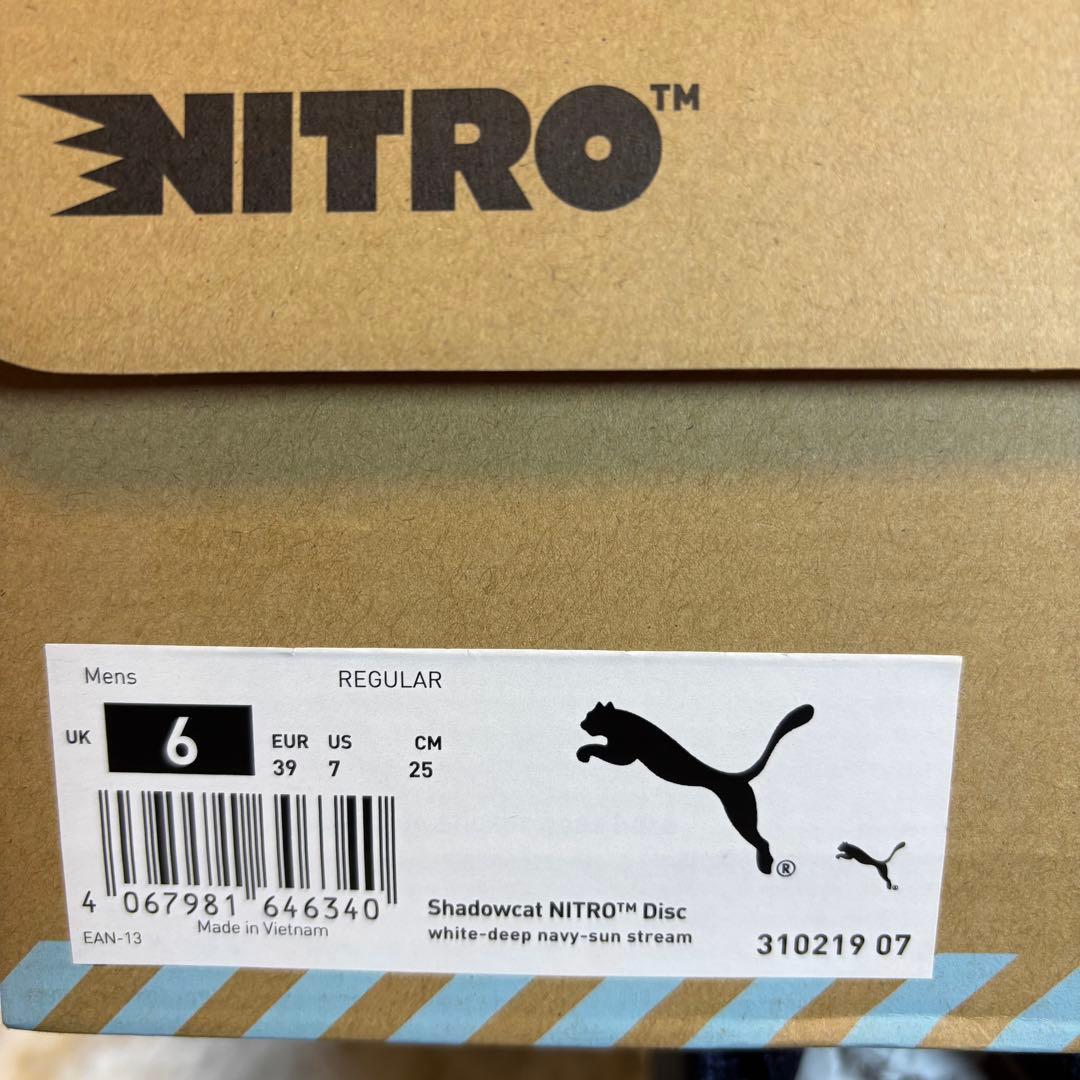 NITRO™
Mens REGULAR
UK 6 EUR US CM
39 7 25
4 067981 646340
EAN-13 Made in Vietnam
Shadowcat NITRO™ Disc
white-deep navy-sun stream
310219 07
®
®